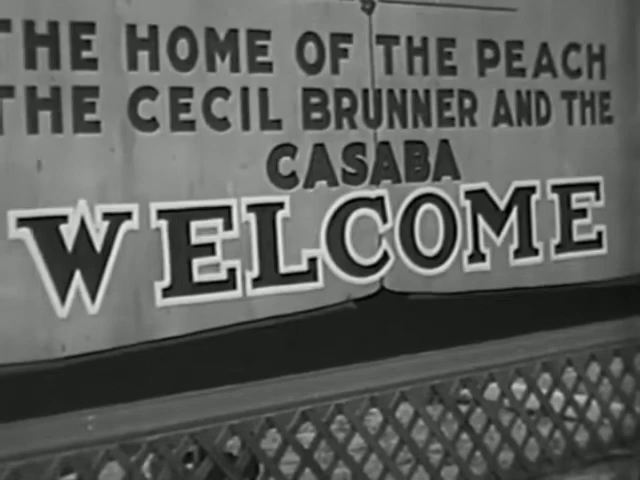 THE HOME OF THE PEACH
THE CECIL BRUNNER AND THE
CASABA
WELCOME